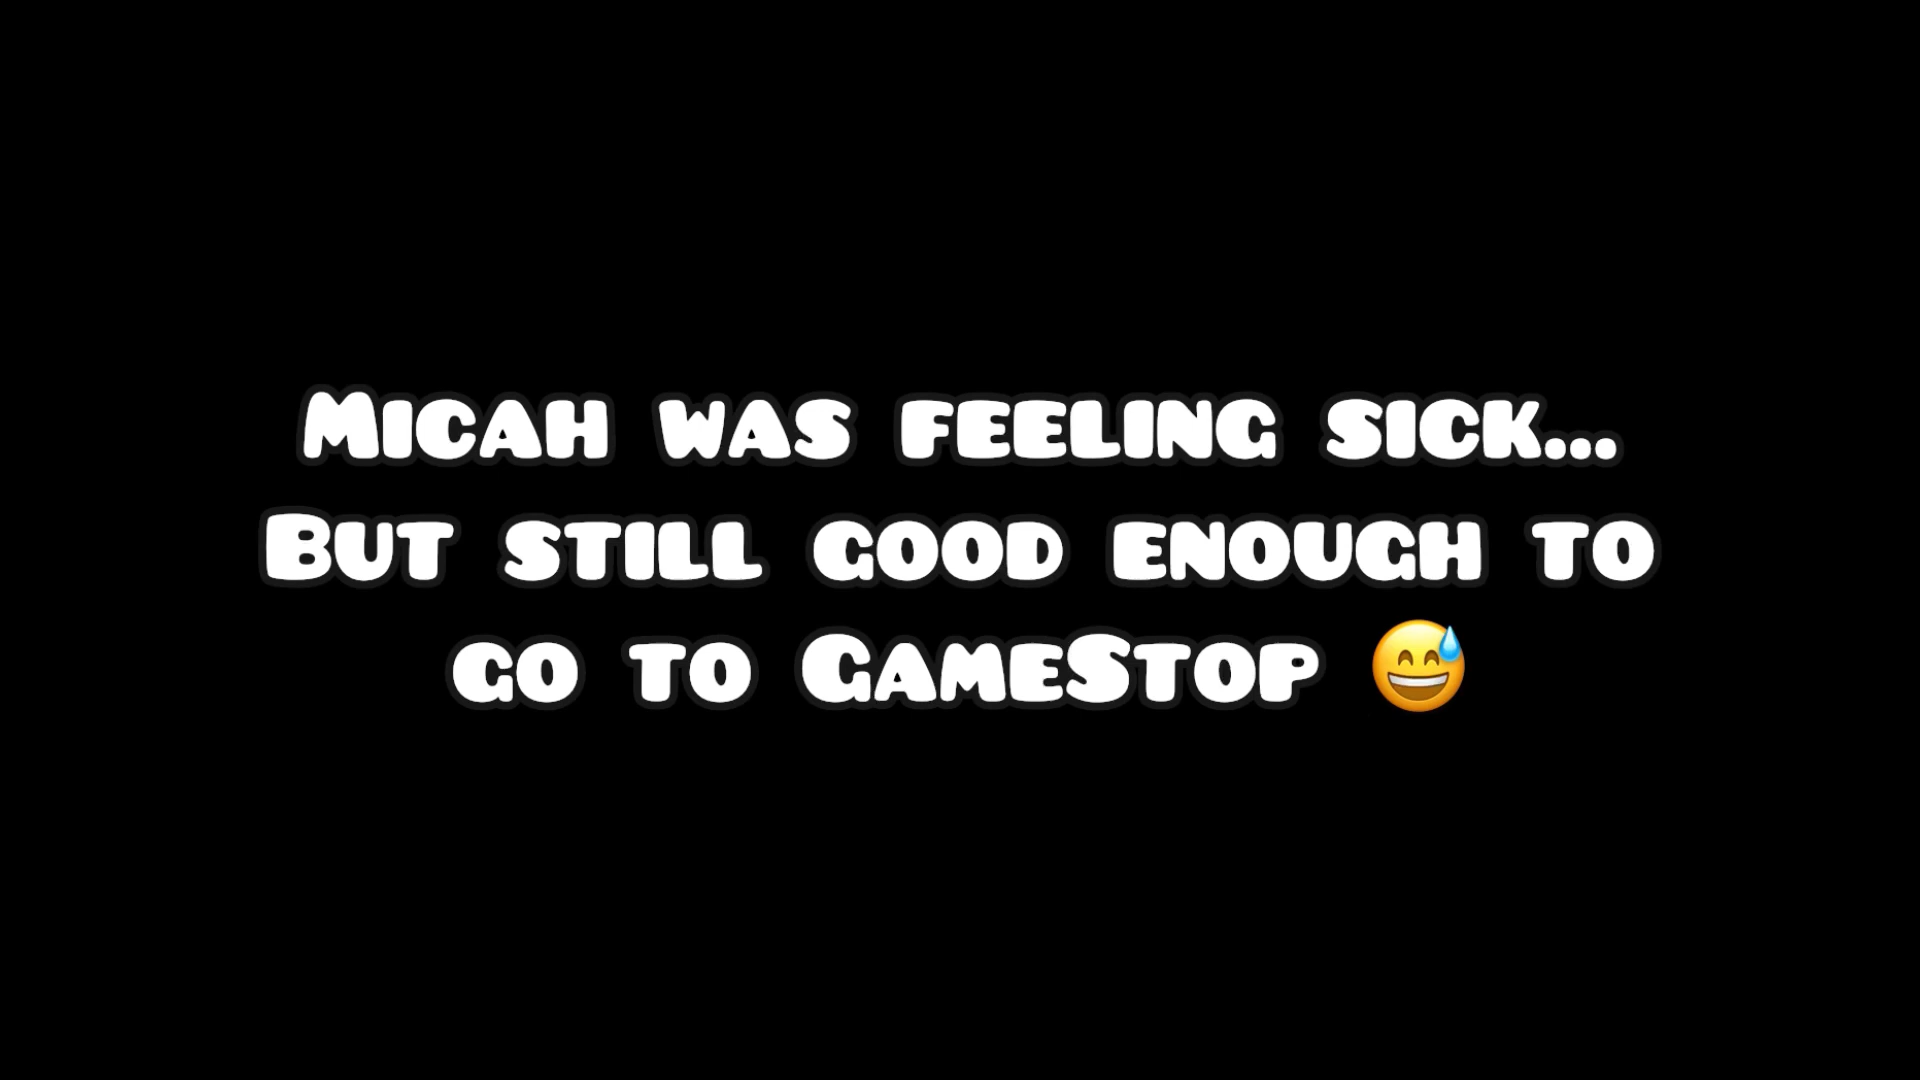 Micah was feeling sick...
But still good enough to
go to GameStop 😅